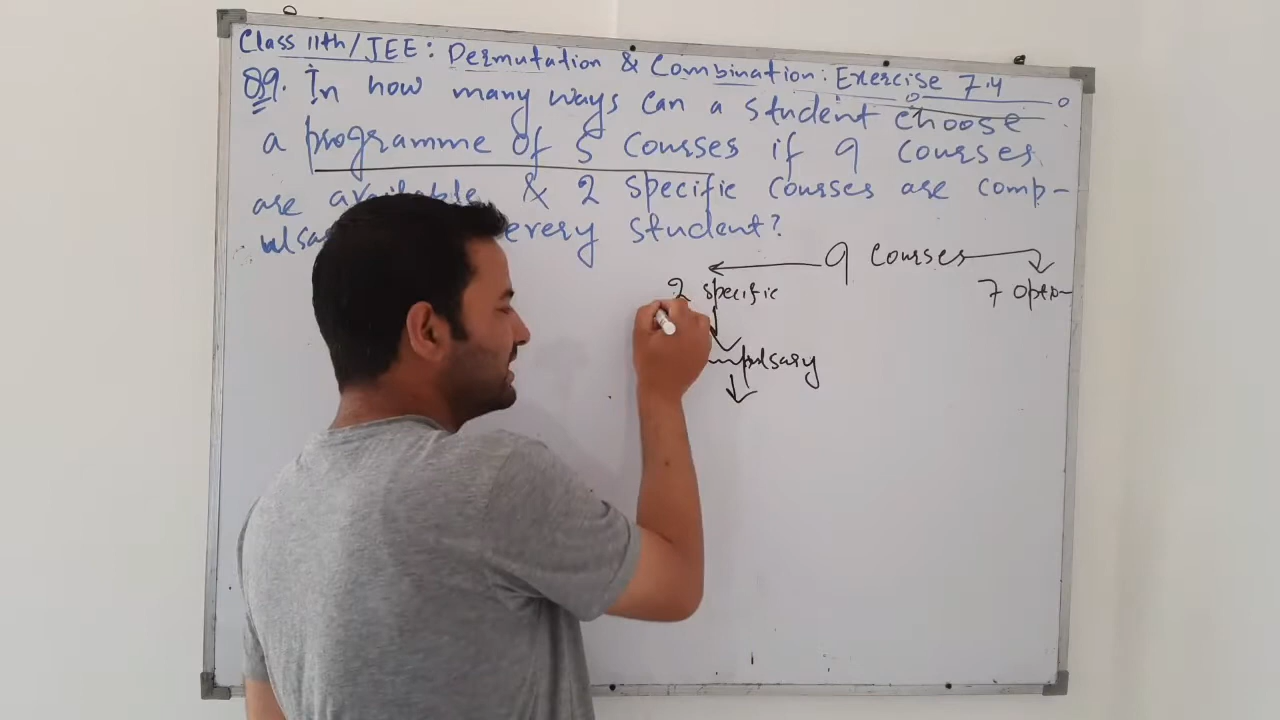 Class 11th/JEE: Permutation & Combination: Exercise 7.4
Q9. In how many ways can a student choose
a programme of 5 courses if 9 courses
are available & 2 specific courses are comp-
ulsa every student?
9 courses
2 specific 7 optio-
pulsary